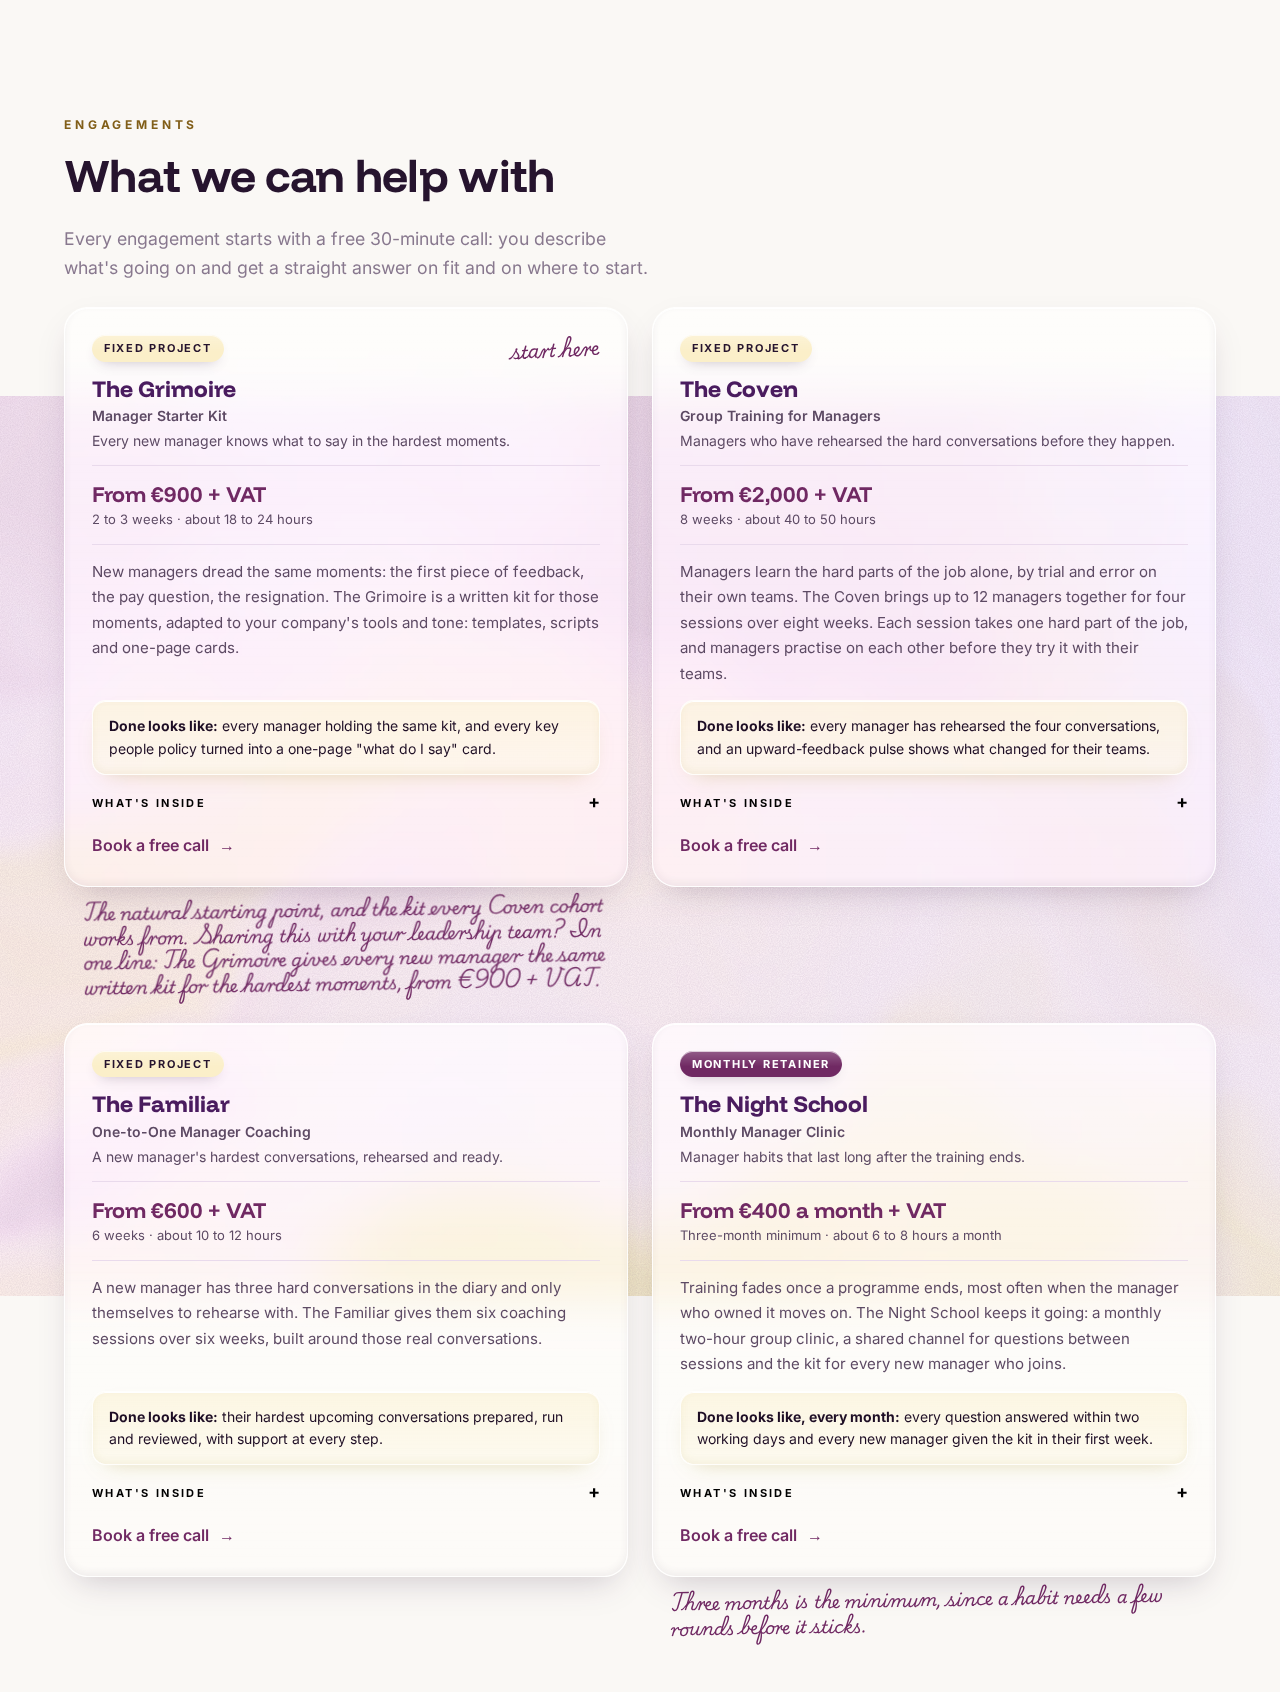 ENGAGEMENTS
What we can help with
Every engagement starts with a free 30-minute call: you describe
what's going on and get a straight answer on fit and on where to start.
FIXED PROJECT
start here
The Grimoire
Manager Starter Kit
Every new manager knows what to say in the hardest moments.
From €900 + VAT
2 to 3 weeks · about 18 to 24 hours
New managers dread the same moments: the first piece of feedback,
the pay question, the resignation. The Grimoire is a written kit for those
moments, adapted to your company's tools and tone: templates, scripts
and one-page cards.
Done looks like: every manager holding the same kit, and every key
people policy turned into a one-page "what do I say" card.
WHAT'S INSIDE +
Book a free call →
The natural starting point, and the kit every Coven cohort
works from. Sharing this with your leadership team? In
one line: The Grimoire gives every new manager the same
written kit for the hardest moments, from €900 + VAT.
FIXED PROJECT
The Coven
Group Training for Managers
Managers who have rehearsed the hard conversations before they happen.
From €2,000 + VAT
8 weeks · about 40 to 50 hours
Managers learn the hard parts of the job alone, by trial and error on
their own teams. The Coven brings up to 12 managers together for four
sessions over eight weeks. Each session takes one hard part of the job,
and managers practise on each other before they try it with their
teams.
Done looks like: every manager has rehearsed the four conversations,
and an upward-feedback pulse shows what changed for their teams.
WHAT'S INSIDE +
Book a free call →
FIXED PROJECT
The Familiar
One-to-One Manager Coaching
A new manager's hardest conversations, rehearsed and ready.
From €600 + VAT
6 weeks · about 10 to 12 hours
A new manager has three hard conversations in the diary and only
themselves to rehearse with. The Familiar gives them six coaching
sessions over six weeks, built around those real conversations.
Done looks like: their hardest upcoming conversations prepared, run
and reviewed, with support at every step.
WHAT'S INSIDE +
Book a free call →
MONTHLY RETAINER
The Night School
Monthly Manager Clinic
Manager habits that last long after the training ends.
From €400 a month + VAT
Three-month minimum · about 6 to 8 hours a month
Training fades once a programme ends, most often when the manager
who owned it moves on. The Night School keeps it going: a monthly
two-hour group clinic, a shared channel for questions between
sessions and the kit for every new manager who joins.
Done looks like, every month: every question answered within two
working days and every new manager given the kit in their first week.
WHAT'S INSIDE +
Book a free call →
Three months is the minimum, since a habit needs a few
rounds before it sticks.